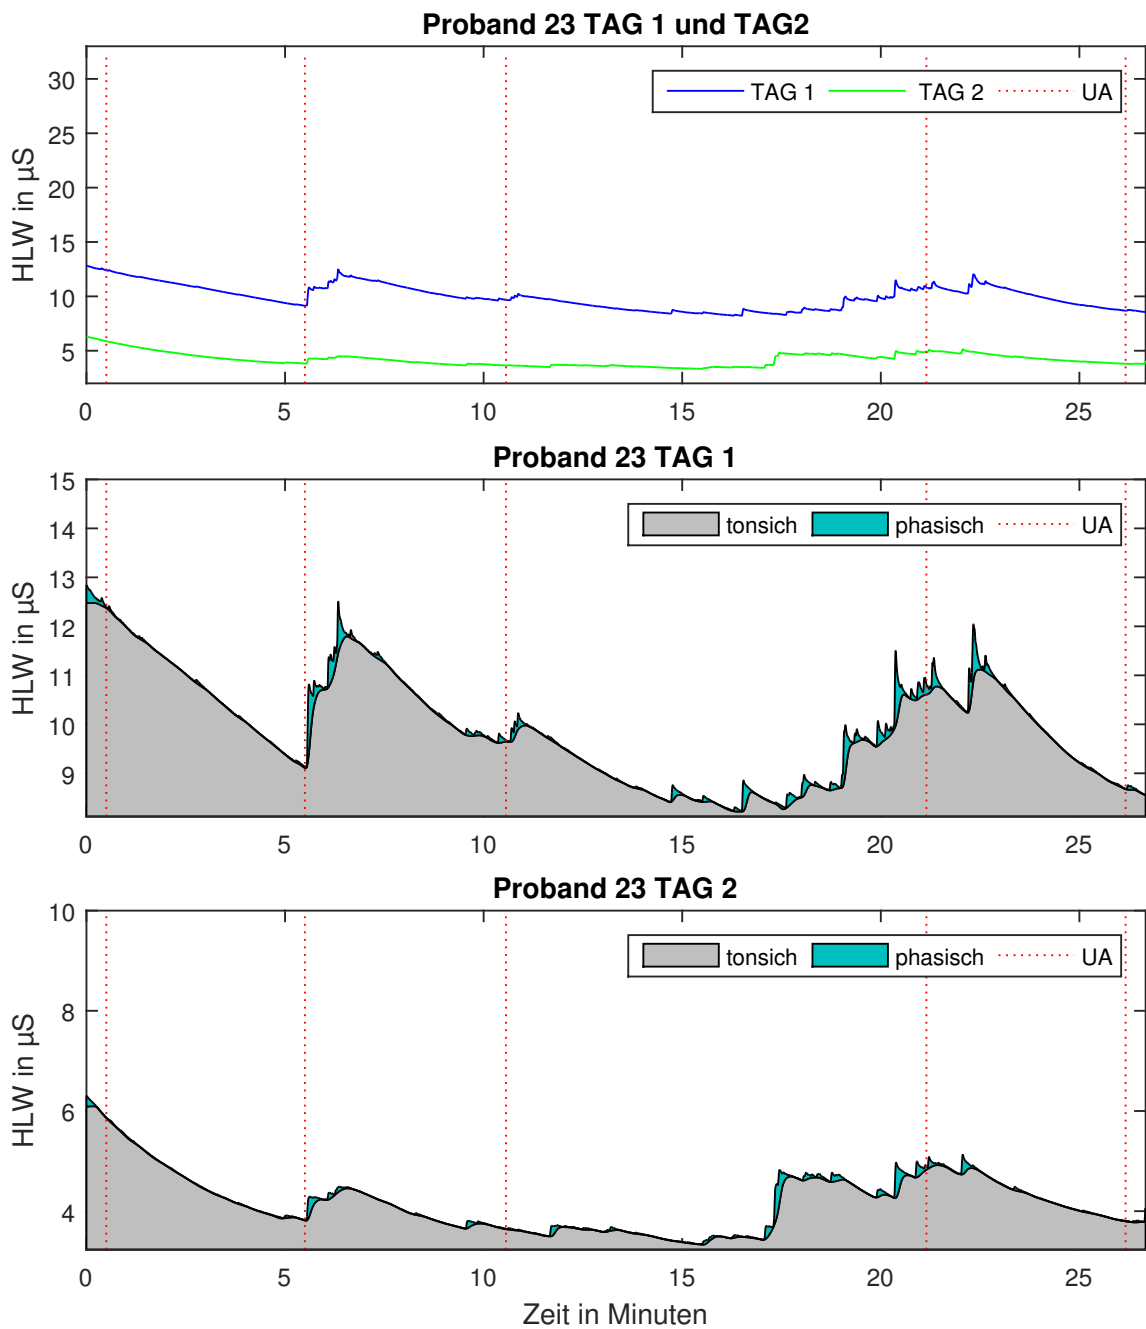 Proband 23 TAG 1 und TAG2
HLW in µS
30
25
20
15
10
5
TAG 1 TAG 2 UA
0 5 10 15 20 25
Proband 23 TAG 1
HLW in µS
15
14
13
12
11
10
9
tonsich phasisch UA
0 5 10 15 20 25
Proband 23 TAG 2
HLW in µS
10
8
6
4
tonsich phasisch UA
0 5 10 15 20 25
Zeit in Minuten